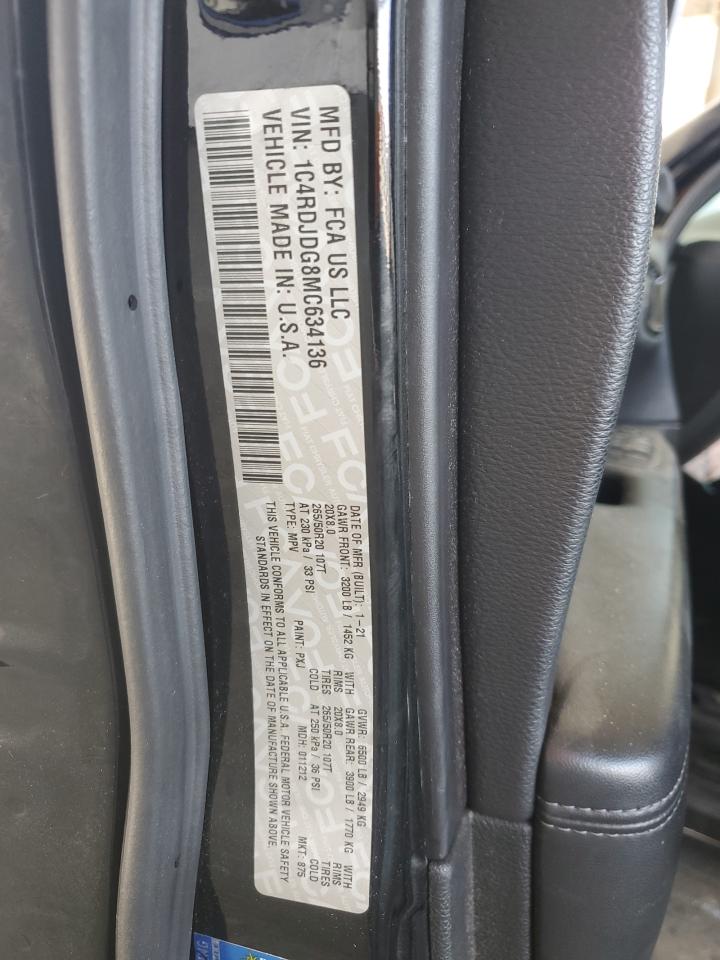 MFD BY: FCA US LLC
VIN: 1C4RDJDG8MC634136
VEHICLE MADE IN: U.S.A.
DATE OF MFR (BUILT): 1-21 GVWR: 6500 LB / 2949 KG
GAWR FRONT: 3200 LB / 1452 KG WITH GAWR REAR: 3900 LB / 1770 KG WITH
20X8.0 RIMS 20X8.0 RIMS
265/50R20 107T TIRES 265/50R20 107T TIRES
AT 230 kPa / 33 PSI COLD AT 250 kPa / 36 PSI COLD
TYPE: MPV PAINT: PXJ MDH: 011212 MKT: 875
THIS VEHICLE CONFORMS TO ALL APPLICABLE U.S.A. FEDERAL MOTOR VEHICLE SAFETY
STANDARDS IN EFFECT ON THE DATE OF MANUFACTURE SHOWN ABOVE.